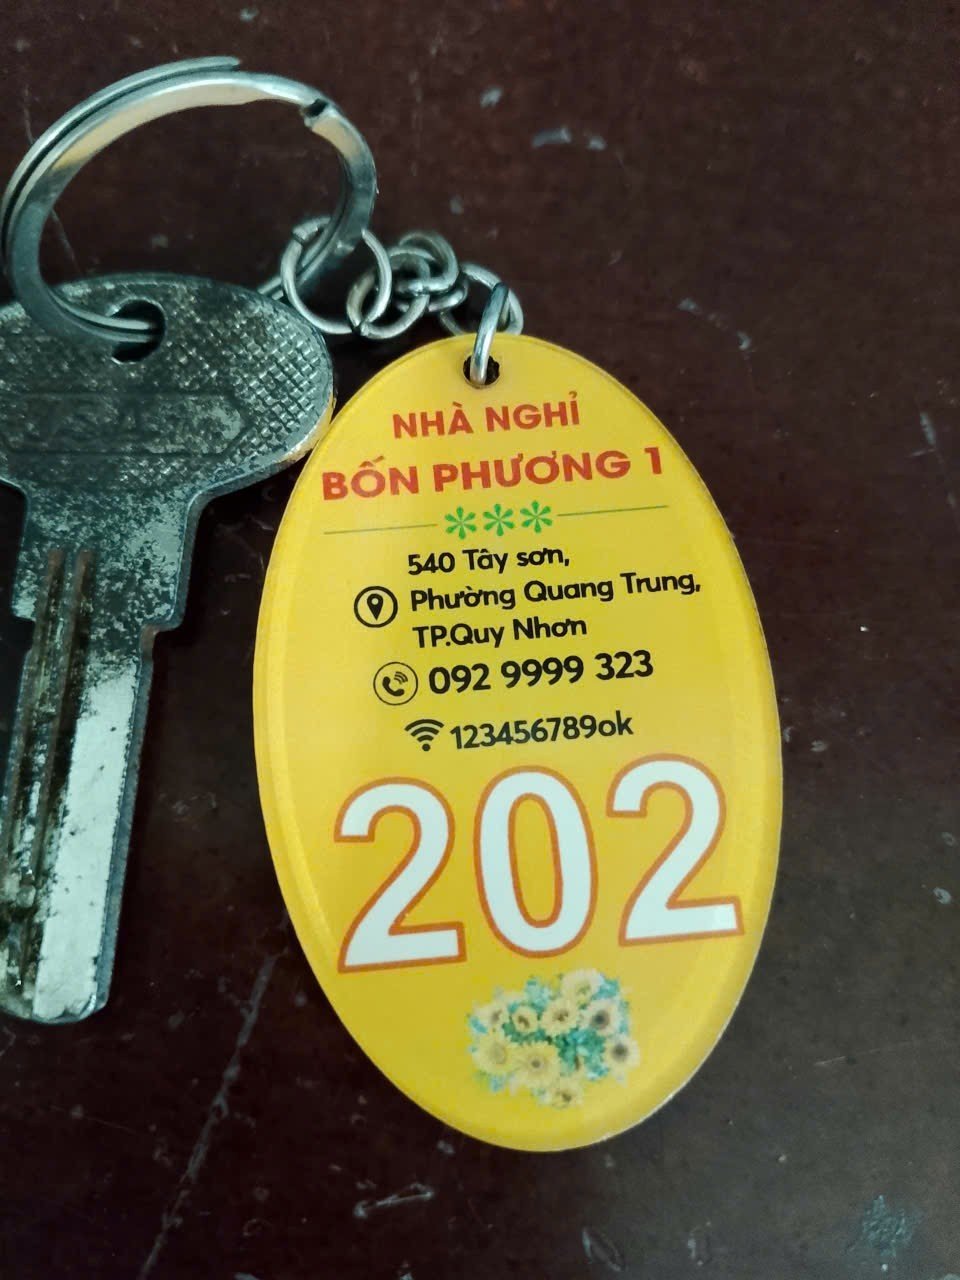 NHÀ NGHỈ
BỐN PHƯƠNG 1
540 Tây sơn,
Phường Quang Trung,
TP.Quy Nhơn
092 9999 323
123456789ok
202